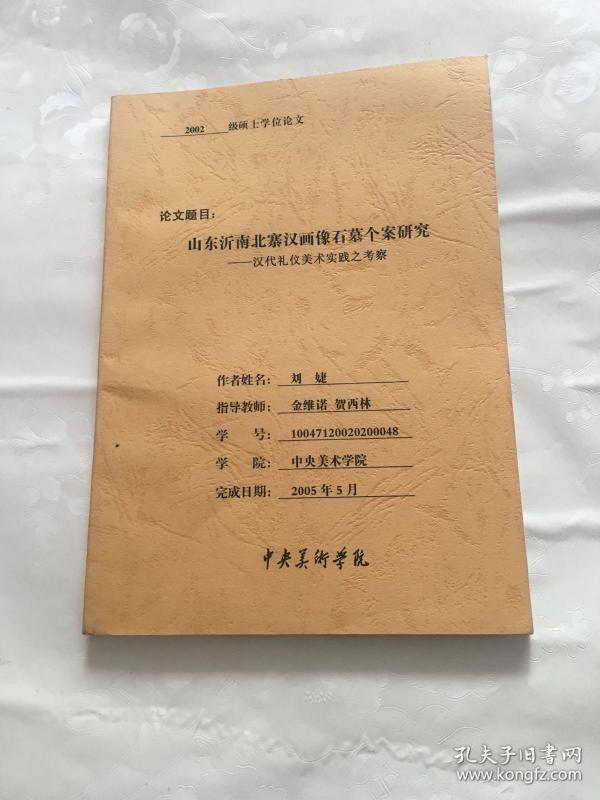 2002 级硕士学位论文
论文题目：
山东沂南北寨汉画像石墓个案研究
——汉代礼仪美术实践之考察
作者姓名： 刘 婕
指导教师： 金维诺 贺西林
学 号： 10047120020200048
学 院： 中央美术学院
完成日期： 2005 年 5 月
中央美術学院
孔夫子旧书网
www.kongfz.com